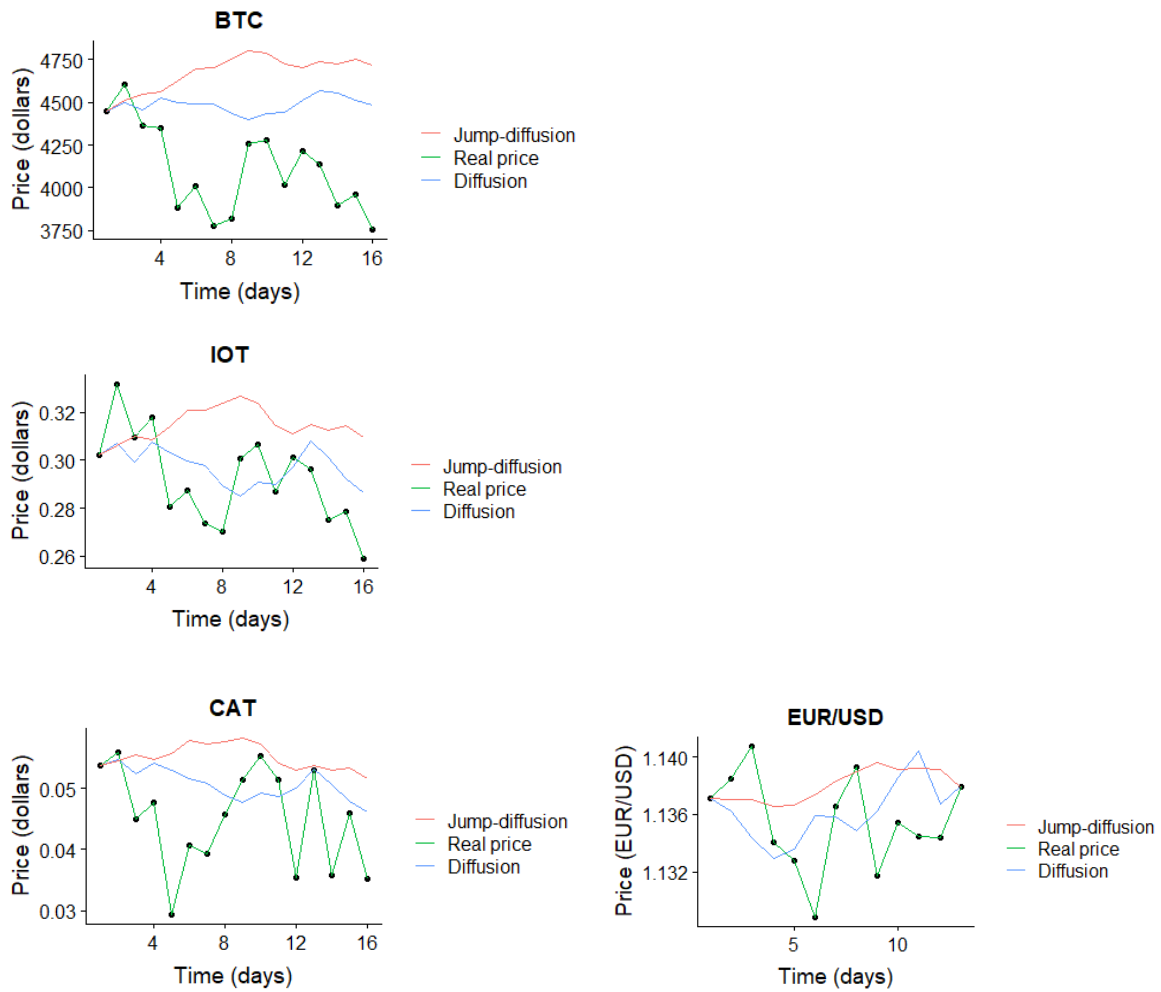 BTC
Price (dollars)
4750
4500
4250
4000
3750
4 8 12 16
Time (days)
Jump-diffusion
Real price
Diffusion
IOT
Price (dollars)
0.32
0.30
0.28
0.26
4 8 12 16
Time (days)
Jump-diffusion
Real price
Diffusion
CAT
Price (dollars)
0.05
0.04
0.03
4 8 12 16
Time (days)
Jump-diffusion
Real price
Diffusion
EUR/USD
Price (EUR/USD)
1.140
1.136
1.132
5 10
Time (days)
Jump-diffusion
Real price
Diffusion